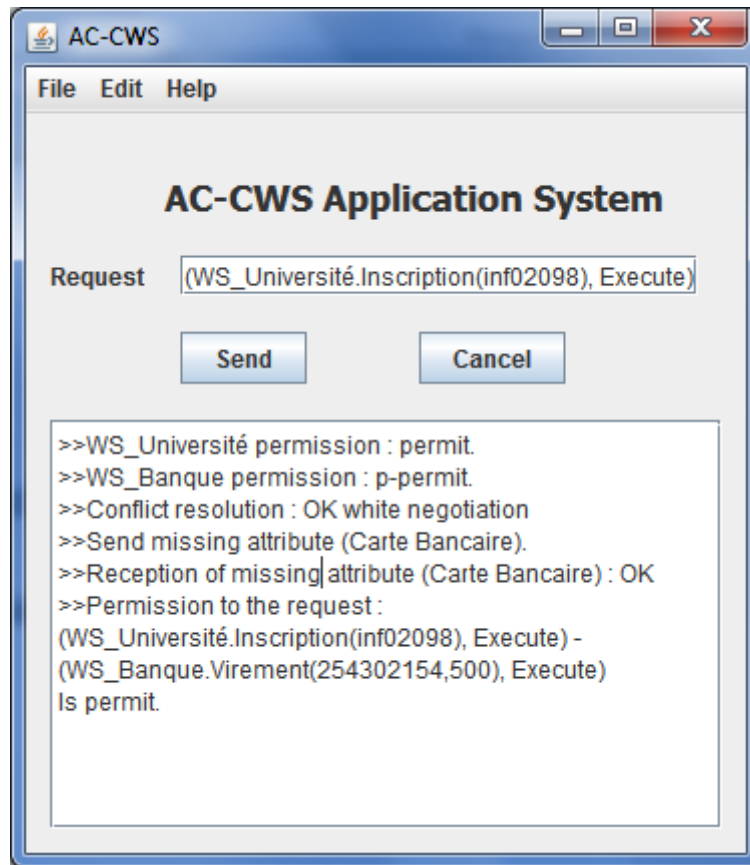 AC-CWS
File Edit Help
AC-CWS Application System
Request (WS_Université.Inscription(inf02098), Execute)
Send Cancel
>>WS_Université permission : permit.
>>WS_Banque permission : p-permit.
>>Conflict resolution : OK white negotiation
>>Send missing attribute (Carte Bancaire).
>>Reception of missing attribute (Carte Bancaire) : OK
>>Permission to the request :
(WS_Université.Inscription(inf02098), Execute) -
(WS_Banque.Virement(254302154,500), Execute)
Is permit.